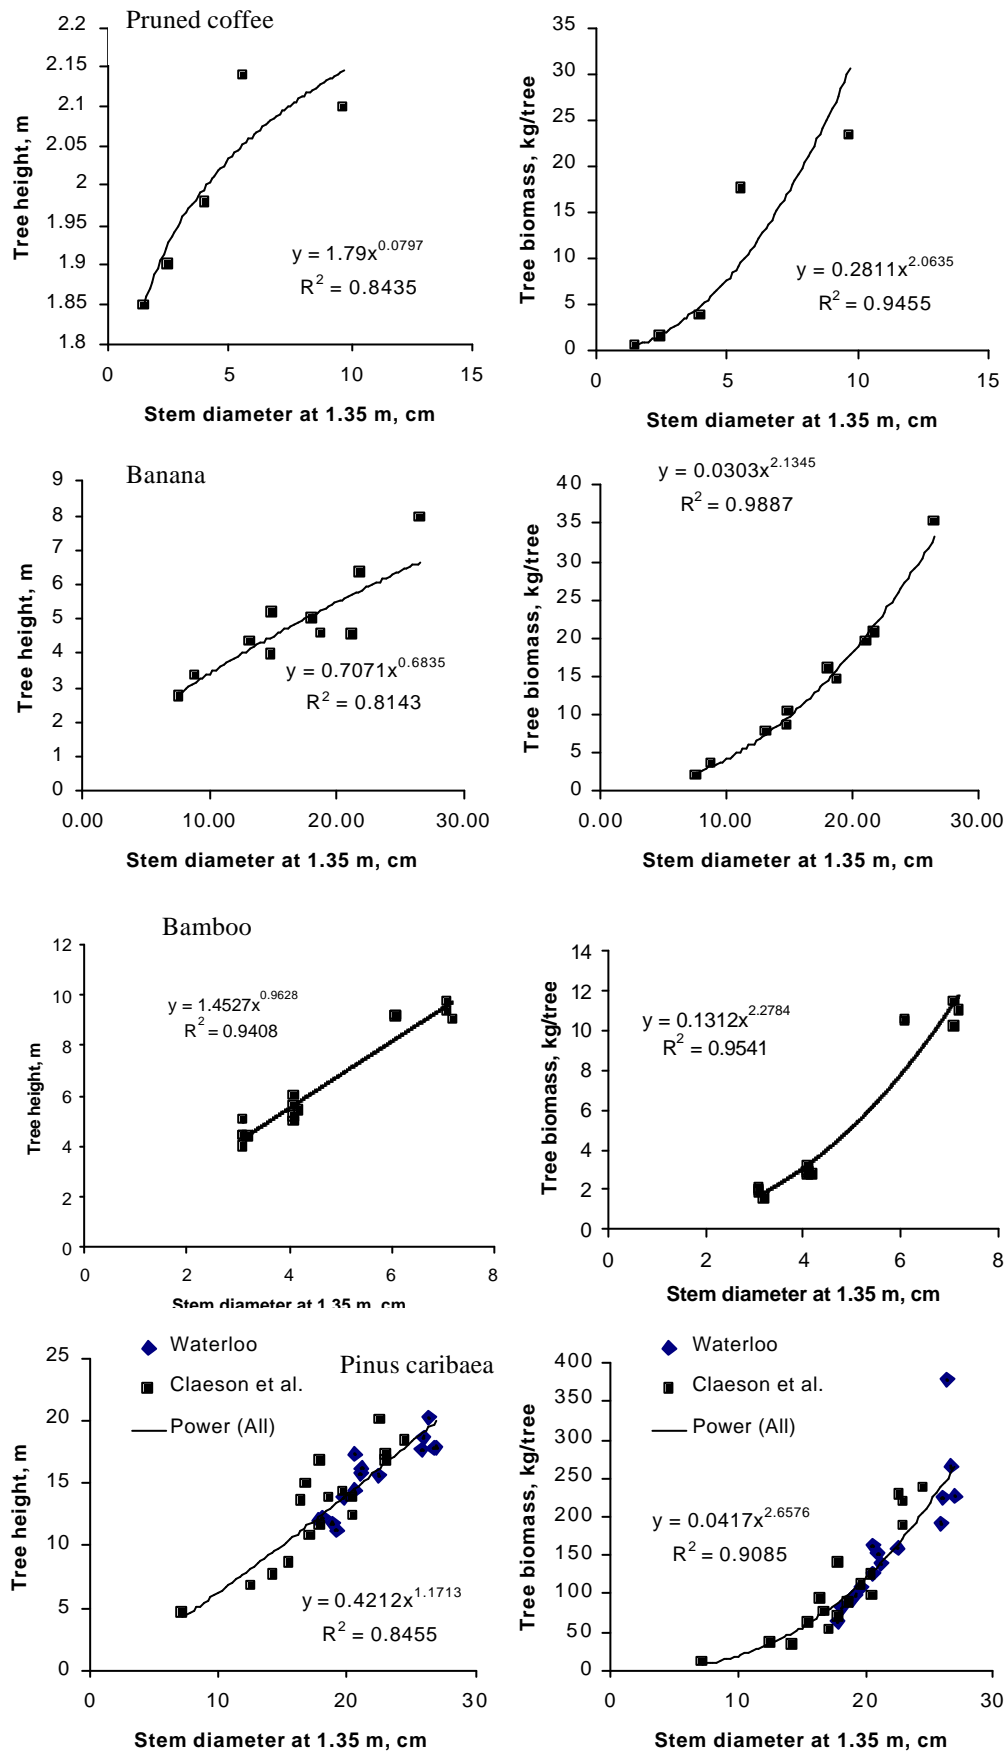 Pruned coffee
2.2
2.15
2.1
2.05
2
1.95
1.9
1.85
1.8
Tree height, m
y = 1.79x^0.0797
R^2 = 0.8435
0 5 10 15
Stem diameter at 1.35 m, cm
35
30
25
20
15
10
5
0
Tree biomass, kg/tree
y = 0.2811x^2.0635
R^2 = 0.9455
0 5 10 15
Stem diameter at 1.35 m, cm
Banana
9
8
7
6
5
4
3
2
1
0
Tree height, m
y = 0.7071x^0.6835
R^2 = 0.8143
0.00 10.00 20.00 30.00
Stem diameter at 1.35 m, cm
y = 0.0303x^2.1345
R^2 = 0.9887
40
35
30
25
20
15
10
5
0
Tree biomass, kg/tree
0.00 10.00 20.00 30.00
Stem diameter at 1.35 m, cm
Bamboo
12
10
8
6
4
2
0
Tree height, m
y = 1.4527x^0.9628
R^2 = 0.9408
0 2 4 6 8
Stem diameter at 1.35 m, cm
14
12
10
8
6
4
2
0
Tree biomass, kg/tree
y = 0.1312x^2.2784
R^2 = 0.9541
0 2 4 6 8
Stem diameter at 1.35 m, cm
Waterloo
Claeson et al.
Power (All)
Pinus caribaea
25
20
15
10
5
0
Tree height, m
y = 0.4212x^1.1713
R^2 = 0.8455
0 10 20 30
Stem diameter at 1.35 m, cm
Waterloo
Claeson et al.
Power (All)
400
350
300
250
200
150
100
50
0
Tree biomass, kg/tree
y = 0.0417x^2.6576
R^2 = 0.9085
0 10 20 30
Stem diameter at 1.35 m, cm